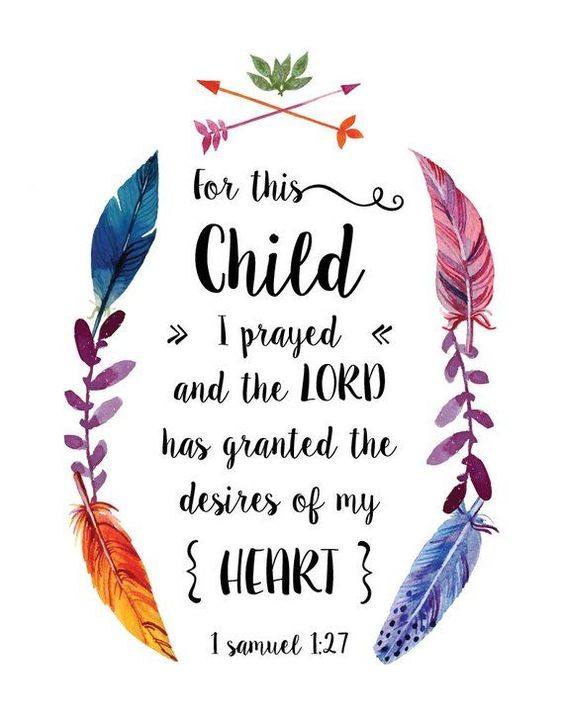 For this
Child
» I prayed «
and the LORD
has granted the
desires of my
{ HEART }
1 samuel 1:27